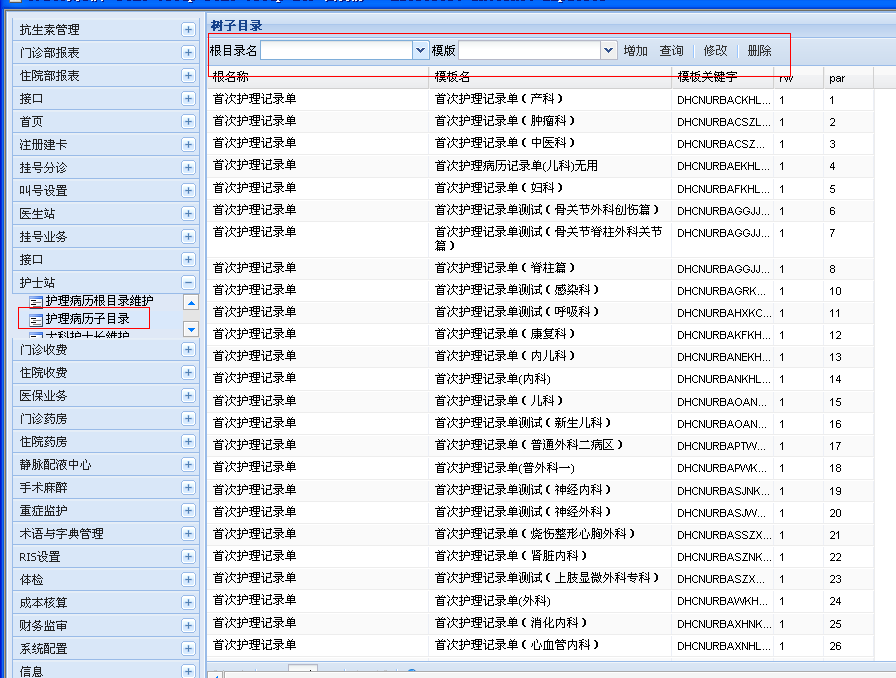 抗生素管理
门诊部报表
住院部报表
接口
首页
注册建卡
挂号分诊
叫号设置
医生站
挂号业务
接口
护士站
护理病历根目录维护
护理病历子目录
大科护士长维护
门诊收费
住院收费
医保业务
门诊药房
住院药房
静脉配液中心
手术麻醉
重症监护
术语与字典管理
RIS设置
体检
成本核算
财务监审
系统配置
信息
树子目录
根目录名 模版 增加 查询 修改 删除
根名称 模板名 模板关键字 rw par
首次护理记录单 首次护理记录单（产科） DHCNURBACKHL... 1 1
首次护理记录单 首次护理记录单（肿瘤科） DHCNURBACSZL... 1 2
首次护理记录单 首次护理记录单（中医科） DHCNURBACSZ... 1 3
首次护理记录单 首次护理病历记录单(儿科)无用 DHCNURBAEKHL... 1 4
首次护理记录单 首次护理记录单（妇科） DHCNURBAFKHL... 1 5
首次护理记录单 首次护理记录单测试（骨关节外科创伤篇） DHCNURBAGGJJ... 1 6
首次护理记录单 首次护理记录单测试（骨关节脊柱外科关节 DHCNURBAGGJJ... 1 7
篇）
首次护理记录单 首次护理记录单（脊柱篇） DHCNURBAGGJJ... 1 8
首次护理记录单 首次护理记录单测试（感染科） DHCNURBAGRK... 1 10
首次护理记录单 首次护理记录单测试（呼吸科） DHCNURBAHXKC... 1 11
首次护理记录单 首次护理记录单（康复科） DHCNURBAKFKH... 1 12
首次护理记录单 首次护理记录单（内儿科） DHCNURBANEKH... 1 13
首次护理记录单 首次护理记录单(内科) DHCNURBANKHL... 1 14
首次护理记录单 首次护理记录单（儿科） DHCNURBAOAN... 1 15
首次护理记录单 首次护理记录单测试（新生儿科） DHCNURBAOAN... 1 16
首次护理记录单 首次护理记录单（普通外科二病区） DHCNURBAPTW... 1 17
首次护理记录单 首次护理记录单(普外科一) DHCNURBAPWK... 1 18
首次护理记录单 首次护理记录单测试（神经内科） DHCNURBASJNK... 1 19
首次护理记录单 首次护理记录单测试（神经外科） DHCNURBASJW... 1 20
首次护理记录单 首次护理记录单（烧伤整形心胸外科） DHCNURBASSZX... 1 21
首次护理记录单 首次护理记录单（肾脏内科） DHCNURBASZNK... 1 22
首次护理记录单 首次护理记录单测试（上肢显微外科专科） DHCNURBASZX... 1 23
首次护理记录单 首次护理记录单(外科) DHCNURBAWKH... 1 24
首次护理记录单 首次护理记录单（消化内科） DHCNURBAXHNK... 1 25
首次护理记录单 首次护理记录单（心血管内科） DHCNURBAXNHL... 1 26